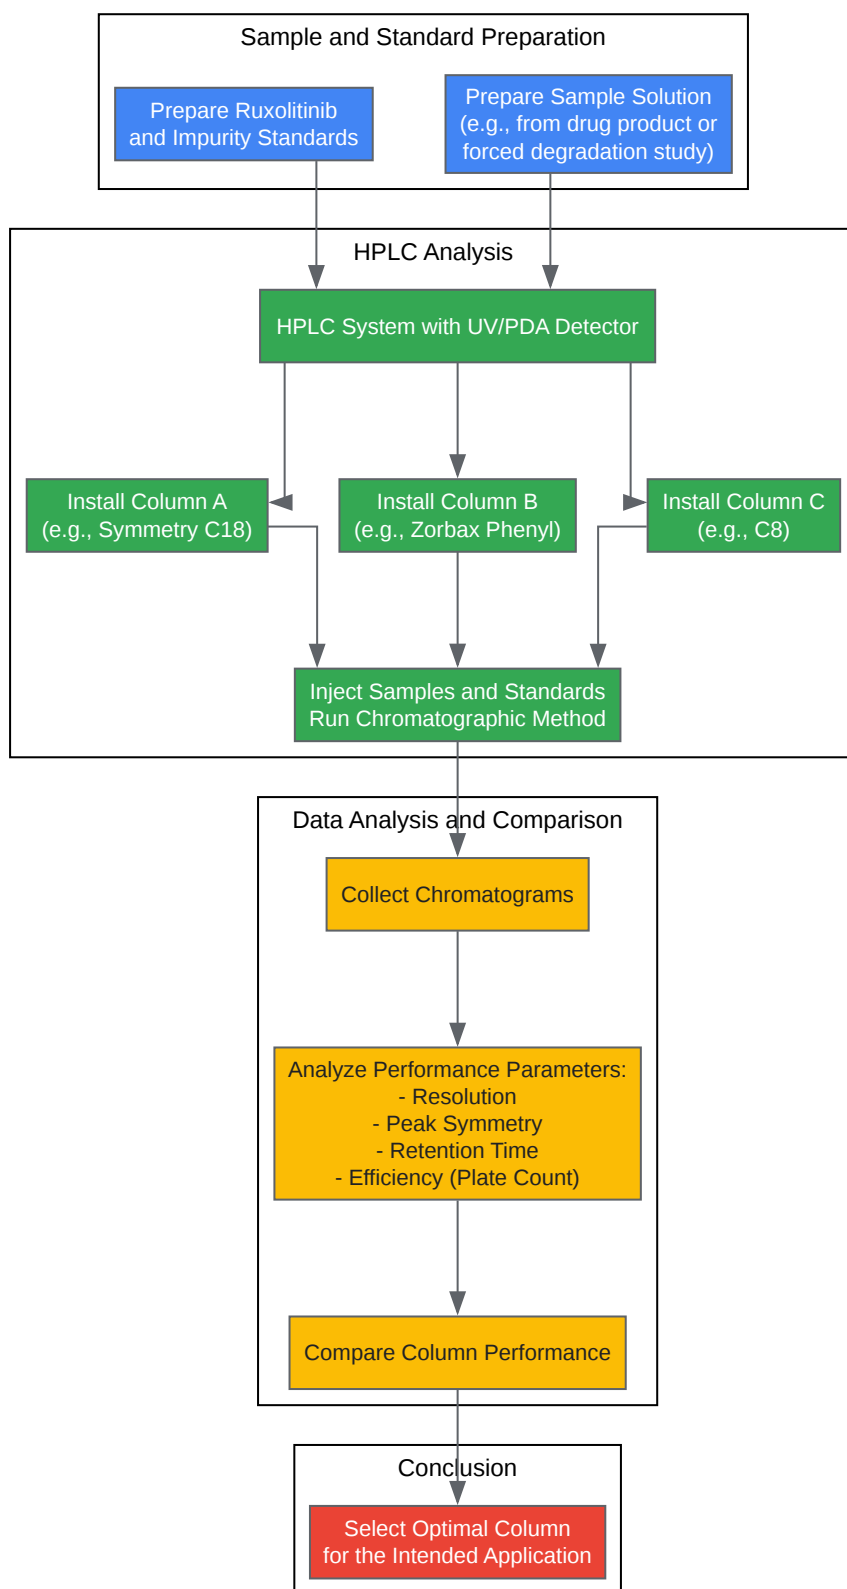 Sample and Standard Preparation
Prepare Ruxolitinib
and Impurity Standards
Prepare Sample Solution
(e.g., from drug product or
forced degradation study)
HPLC Analysis
HPLC System with UV/PDA Detector
Install Column A
(e.g., Symmetry C18)
Install Column B
(e.g., Zorbax Phenyl)
Install Column C
(e.g., C8)
Inject Samples and Standards
Run Chromatographic Method
Data Analysis and Comparison
Collect Chromatograms
Analyze Performance Parameters:
- Resolution
- Peak Symmetry
- Retention Time
- Efficiency (Plate Count)
Compare Column Performance
Conclusion
Select Optimal Column
for the Intended Application